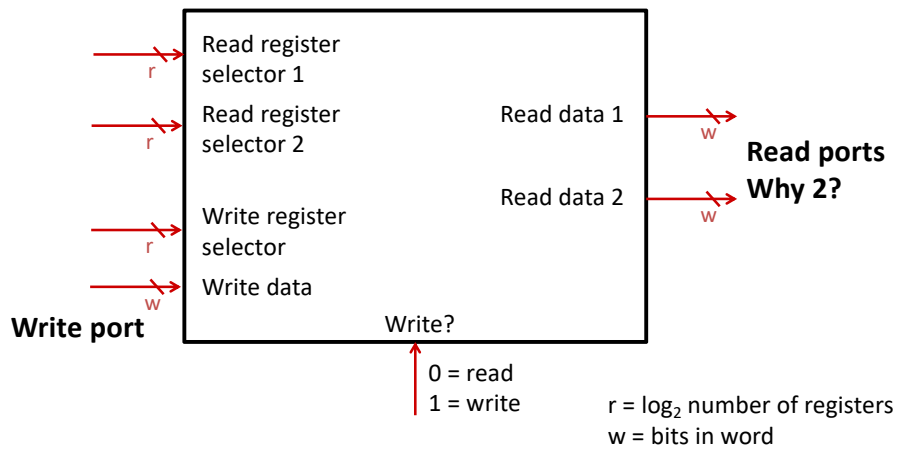 Read register
selector 1
r
Read register
selector 2
r
Read data 1
w
Read ports
Why 2?
Read data 2
w
Write register
selector
r
Write data
w
Write port
Write?
0 = read
1 = write
r = log₂ number of registers
w = bits in word